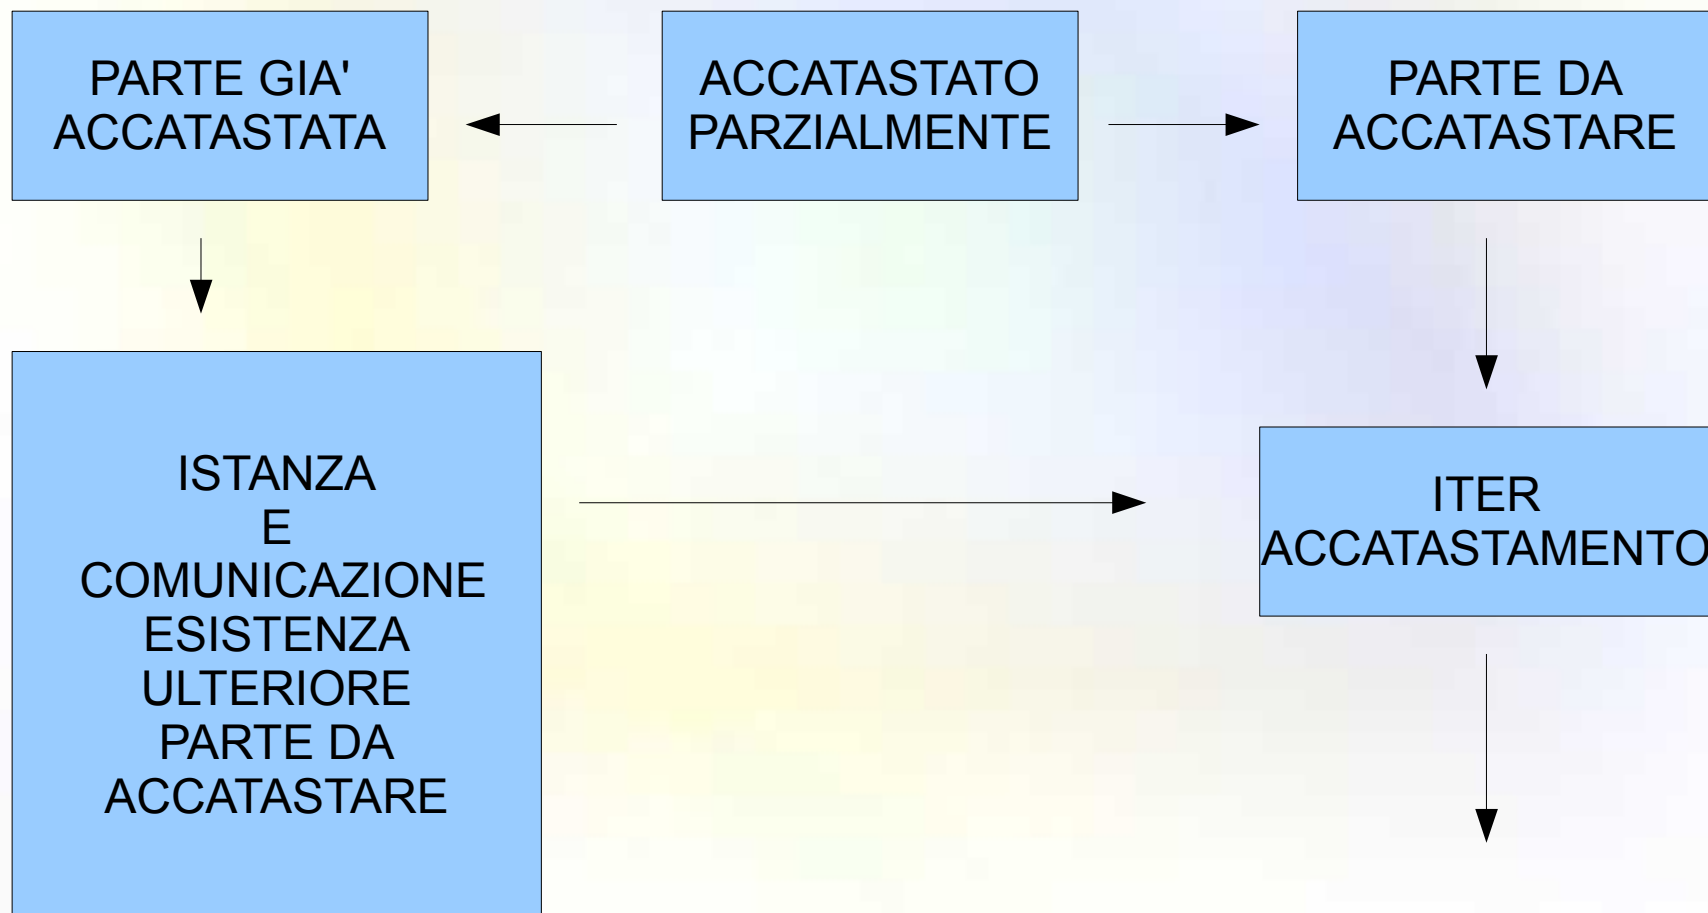 PARTE GIA'
ACCATASTATA
ACCATASTATO
PARZIALMENTE
PARTE DA
ACCATASTARE
ISTANZA
E
COMUNICAZIONE
ESISTENZA
ULTERIORE
PARTE DA
ACCATASTARE
ITER
ACCATASTAMENTO